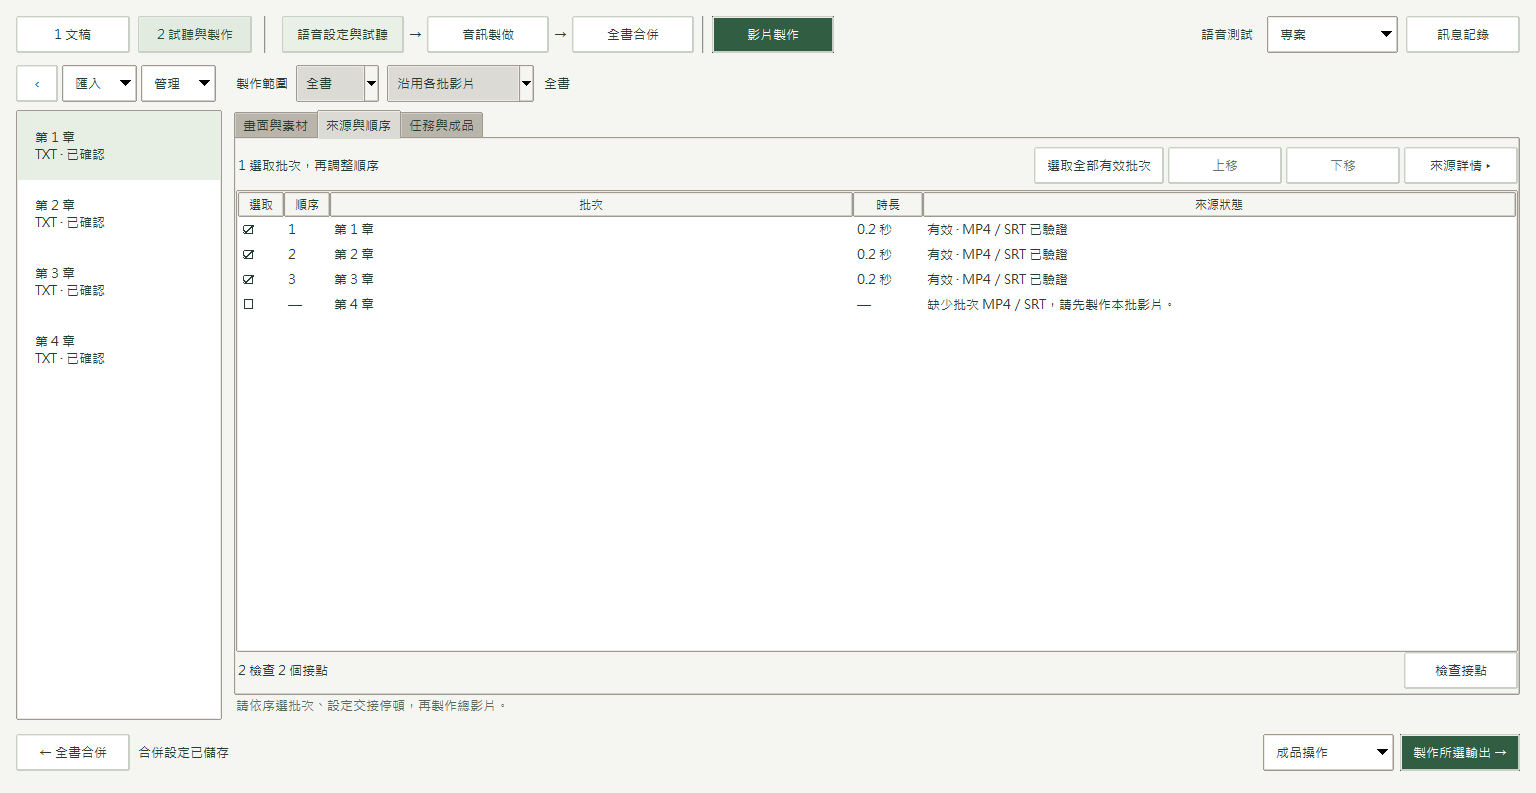 1 文稿
2 試聽與製作
語音設定與試聽
→
音訊製做
→
全書合併
影片製作
語音測試
專案
訊息記錄
‹
匯入
管理
製作範圍
全書
沿用各批影片
全書
第 1 章
TXT · 已確認
第 2 章
TXT · 已確認
第 3 章
TXT · 已確認
第 4 章
TXT · 已確認
畫面與素材
來源與順序
任務與成品
1 選取批次，再調整順序
選取全部有效批次
上移
下移
來源詳情 ▸
選取 順序 批次 時長 來源狀態
☑ 1 第 1 章 0.2 秒 有效 · MP4 / SRT 已驗證
☑ 2 第 2 章 0.2 秒 有效 · MP4 / SRT 已驗證
☑ 3 第 3 章 0.2 秒 有效 · MP4 / SRT 已驗證
☐ — 第 4 章 — 缺少批次 MP4 / SRT，請先製作本批影片。
2 檢查 2 個接點
檢查接點
請依序選批次、設定交接停頓，再製作總影片。
← 全書合併
合併設定已儲存
成品操作
製作所選輸出 →